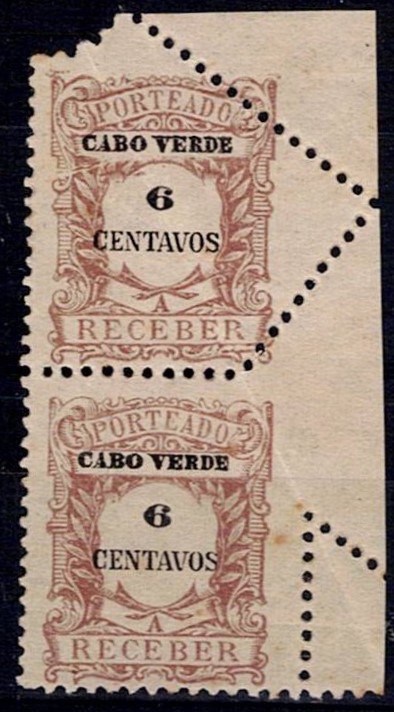 PORTEADO
CABO VERDE
6
CENTAVOS
A
RECEBER
PORTEADO
CABO VERDE
6
CENTAVOS
A
RECEBER